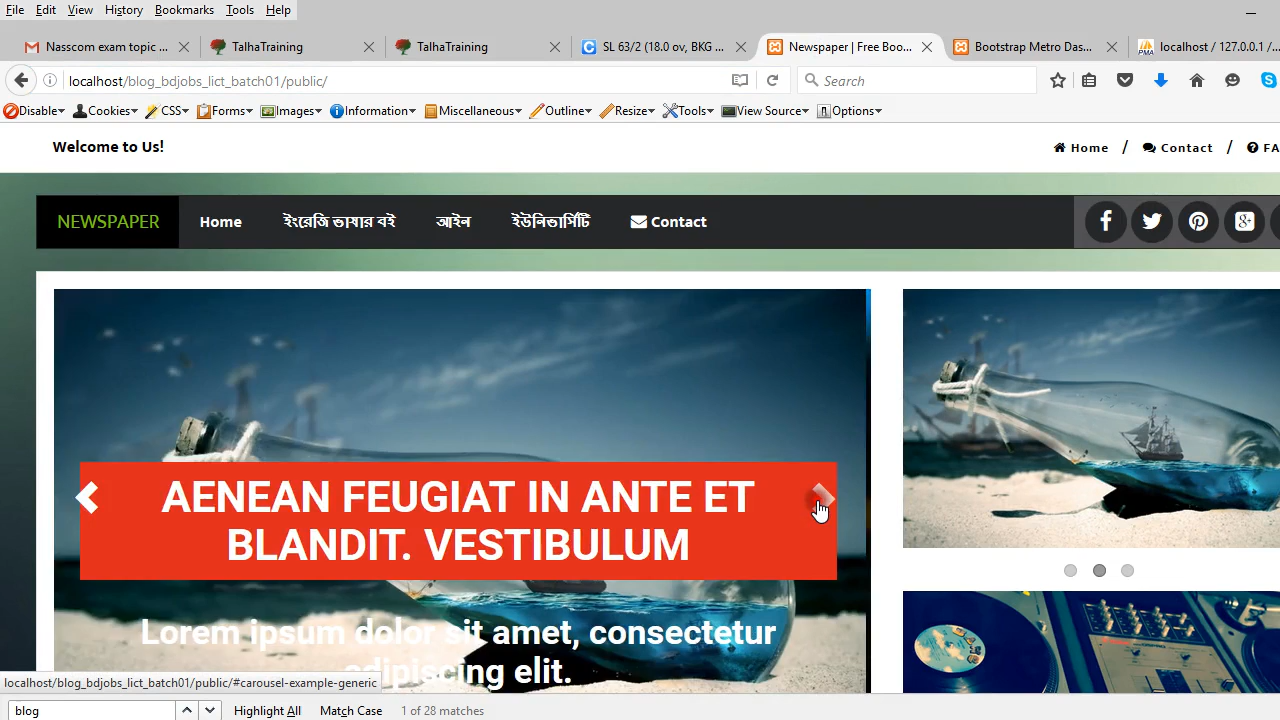 File Edit View History Bookmarks Tools Help
Nasscom exam topic ... TalhaTraining TalhaTraining SL 63/2 (18.0 ov, BKG ... Newspaper | Free Boo... Bootstrap Metro Das... localhost / 127.0.0.1 /...
localhost/blog_bdjobs_lict_batch01/public/ Search
Disable Cookies CSS Forms Images Information Miscellaneous Outline Resize Tools View Source Options
Welcome to Us! Home / Contact / FA
NEWSPAPER Home ইংরেজি ভাষার বই আইন ইউনিভার্সিটি Contact
AENEAN FEUGIAT IN ANTE ET
BLANDIT. VESTIBULUM
Lorem ipsum dolor sit amet, consectetur
adipiscing elit.
localhost/blog_bdjobs_lict_batch01/public/#carousel-example-generic
blog Highlight All Match Case 1 of 28 matches